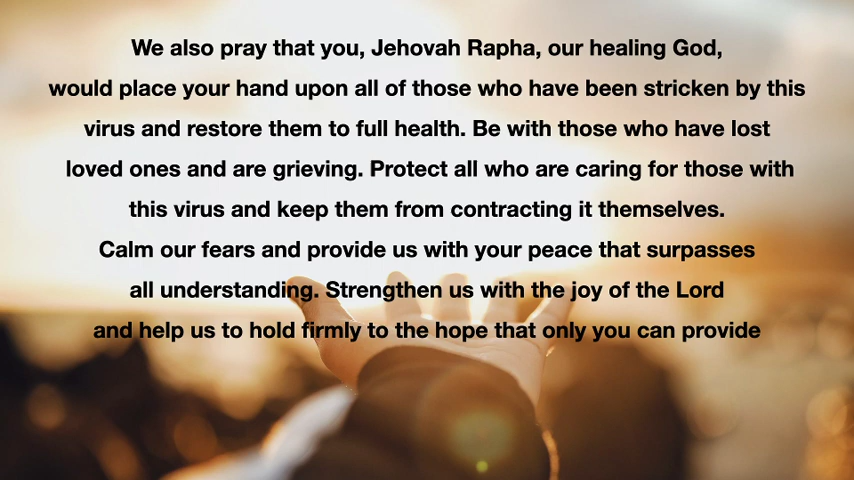 We also pray that you, Jehovah Rapha, our healing God,
would place your hand upon all of those who have been stricken by this
virus and restore them to full health. Be with those who have lost
loved ones and are grieving. Protect all who are caring for those with
this virus and keep them from contracting it themselves.
Calm our fears and provide us with your peace that surpasses
all understanding. Strengthen us with the joy of the Lord
and help us to hold firmly to the hope that only you can provide